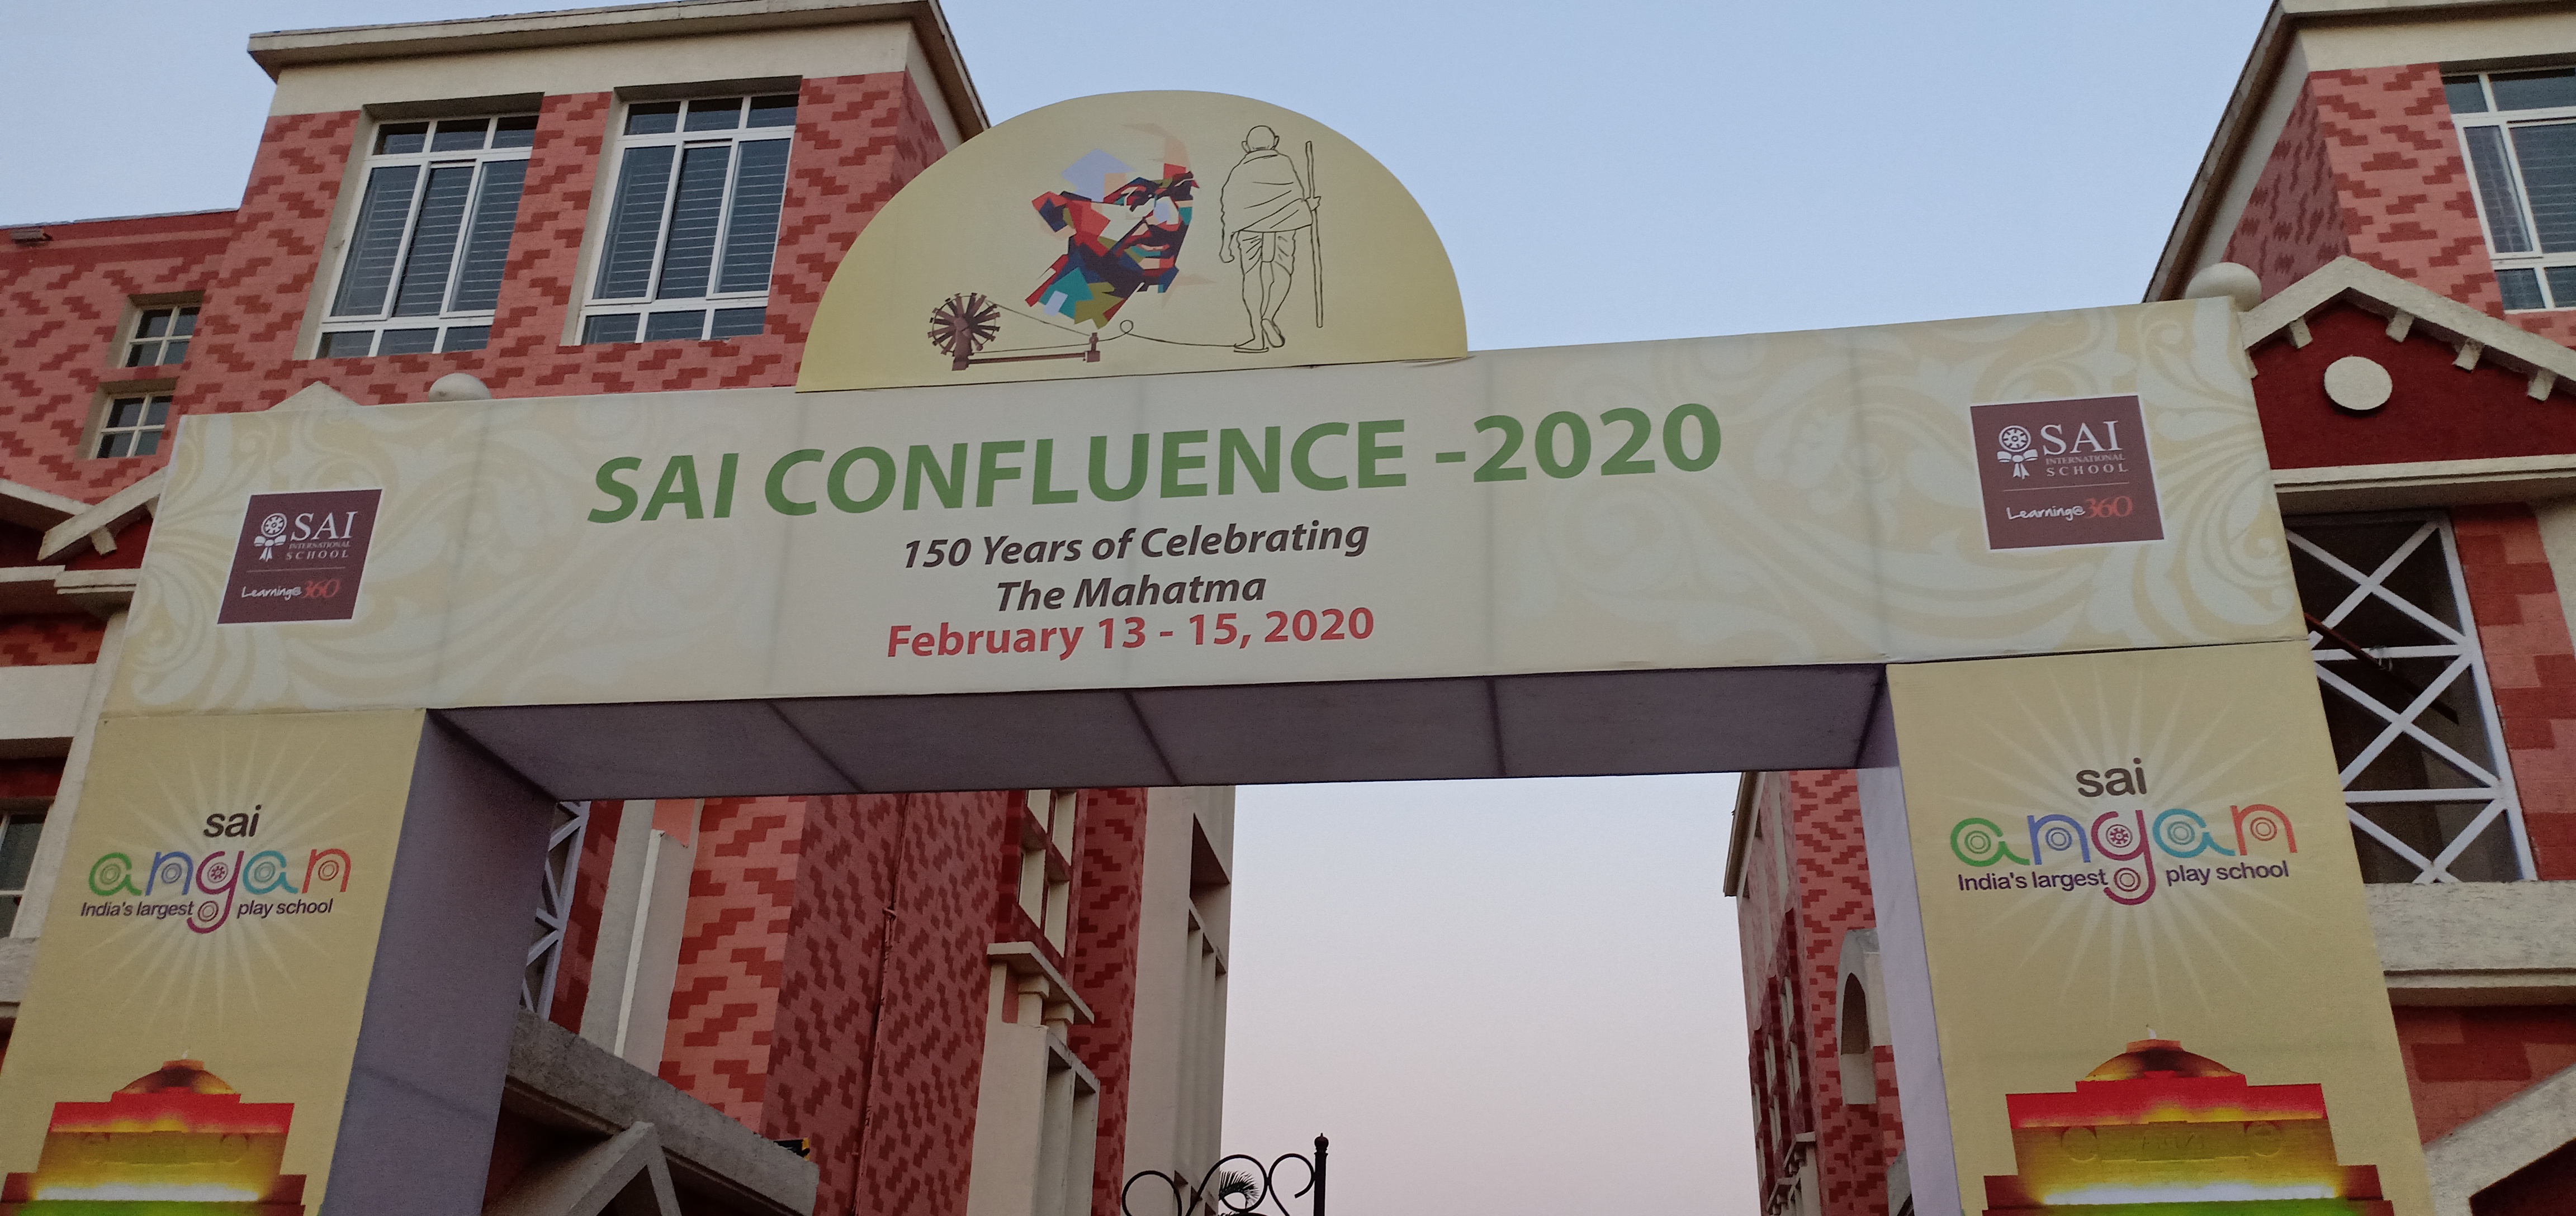 SAI CONFLUENCE -2020
150 Years of Celebrating
The Mahatma
February 13 - 15, 2020
SAI
INTERNATIONAL
SCHOOL
Learning@360
SAI
INTERNATIONAL
SCHOOL
Learning@360
sai
angan
India's largest play school
sai
angan
India's largest play school